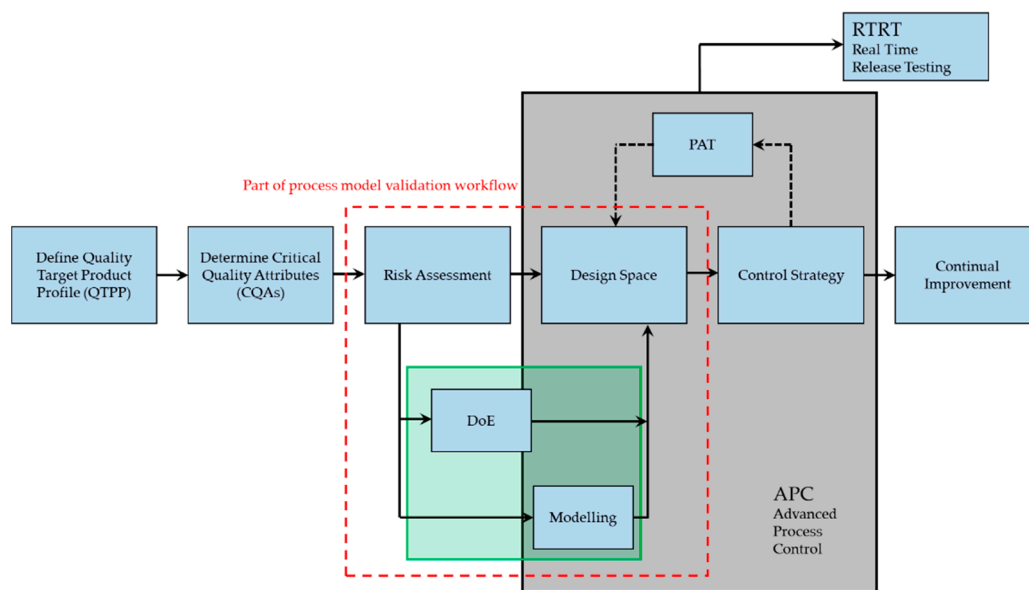 RTRT
Real Time
Release Testing
PAT
Part of process model validation workflow
Define Quality
Target Product
Profile (QTPP)
Determine Critical
Quality Attributes
(CQAs)
Risk Assessment
Design Space
Control Strategy
Continual
Improvement
DoE
Modelling
APC
Advanced
Process
Control